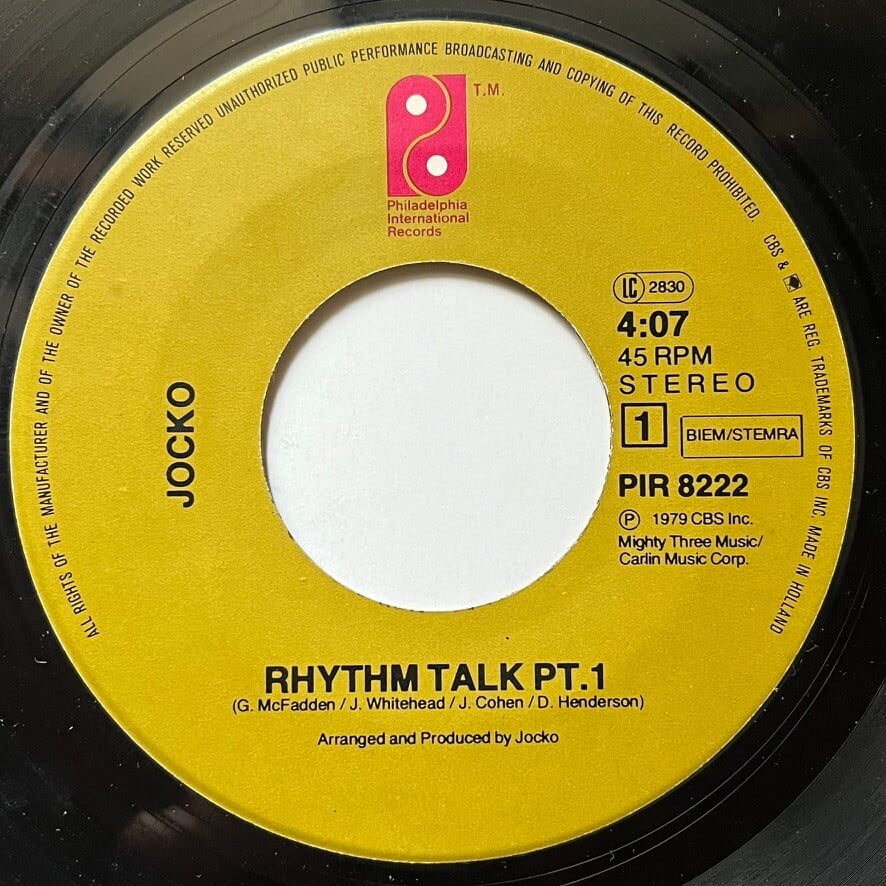 ALL RIGHTS OF THE MANUFACTURER AND OF THE OWNER OF THE RECORDED WORK RESERVED UNAUTHORIZED PUBLIC PERFORMANCE BROADCASTING AND COPYING OF THIS RECORD PROHIBITED. CBS & ARE REG. TRADEMARKS OF CBS INC. MADE IN HOLLAND
T.M.
Philadelphia
International
Records
LC 2830
4:07
45 RPM
STEREO
1
BIEM/STEMRA
PIR 8222
Ⓟ 1979 CBS Inc.
Mighty Three Music/
Carlin Music Corp.
JOCKO
RHYTHM TALK PT.1
(G. McFadden / J. Whitehead / J. Cohen / D. Henderson)
Arranged and Produced by Jocko